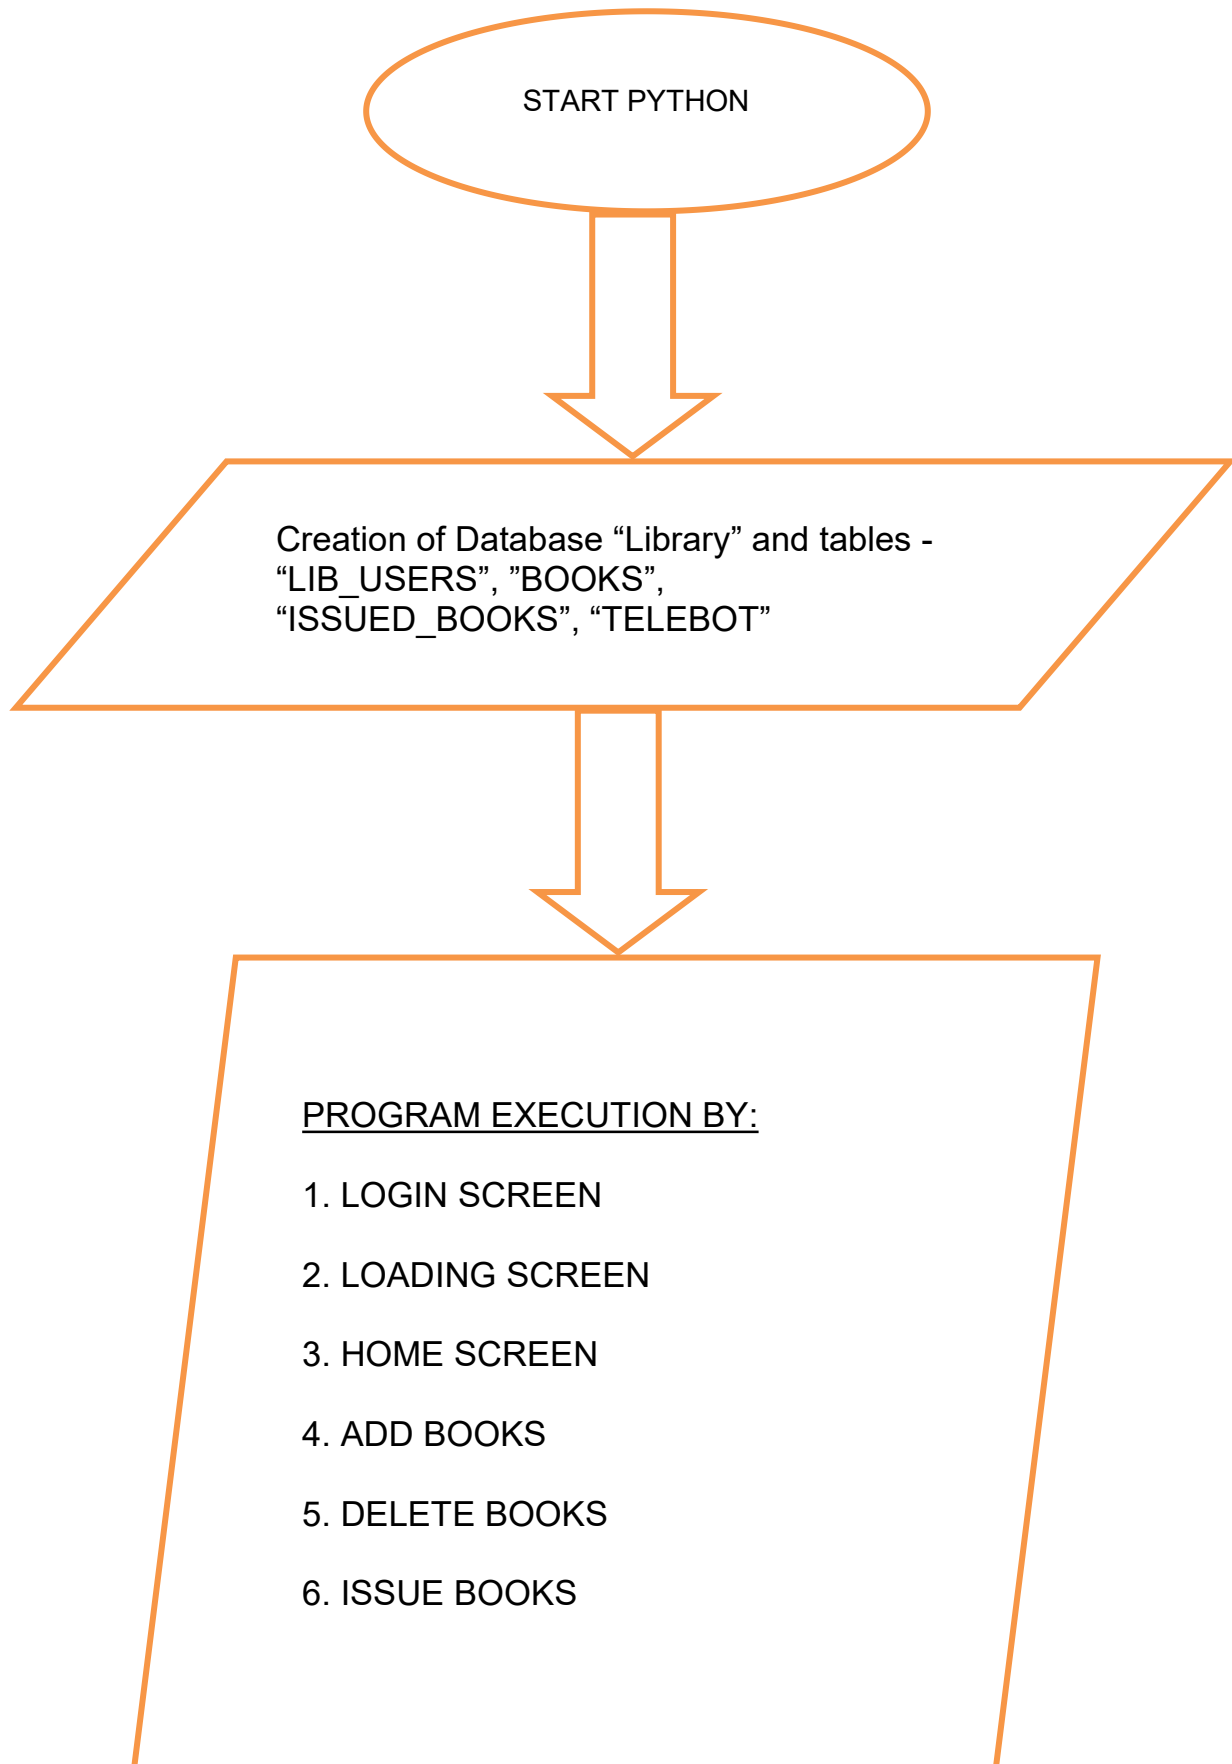 START PYTHON
Creation of Database “Library” and tables -
“LIB_USERS”, ”BOOKS”,
“ISSUED_BOOKS”, “TELEBOT”
PROGRAM EXECUTION BY:
1. LOGIN SCREEN
2. LOADING SCREEN
3. HOME SCREEN
4. ADD BOOKS
5. DELETE BOOKS
6. ISSUE BOOKS